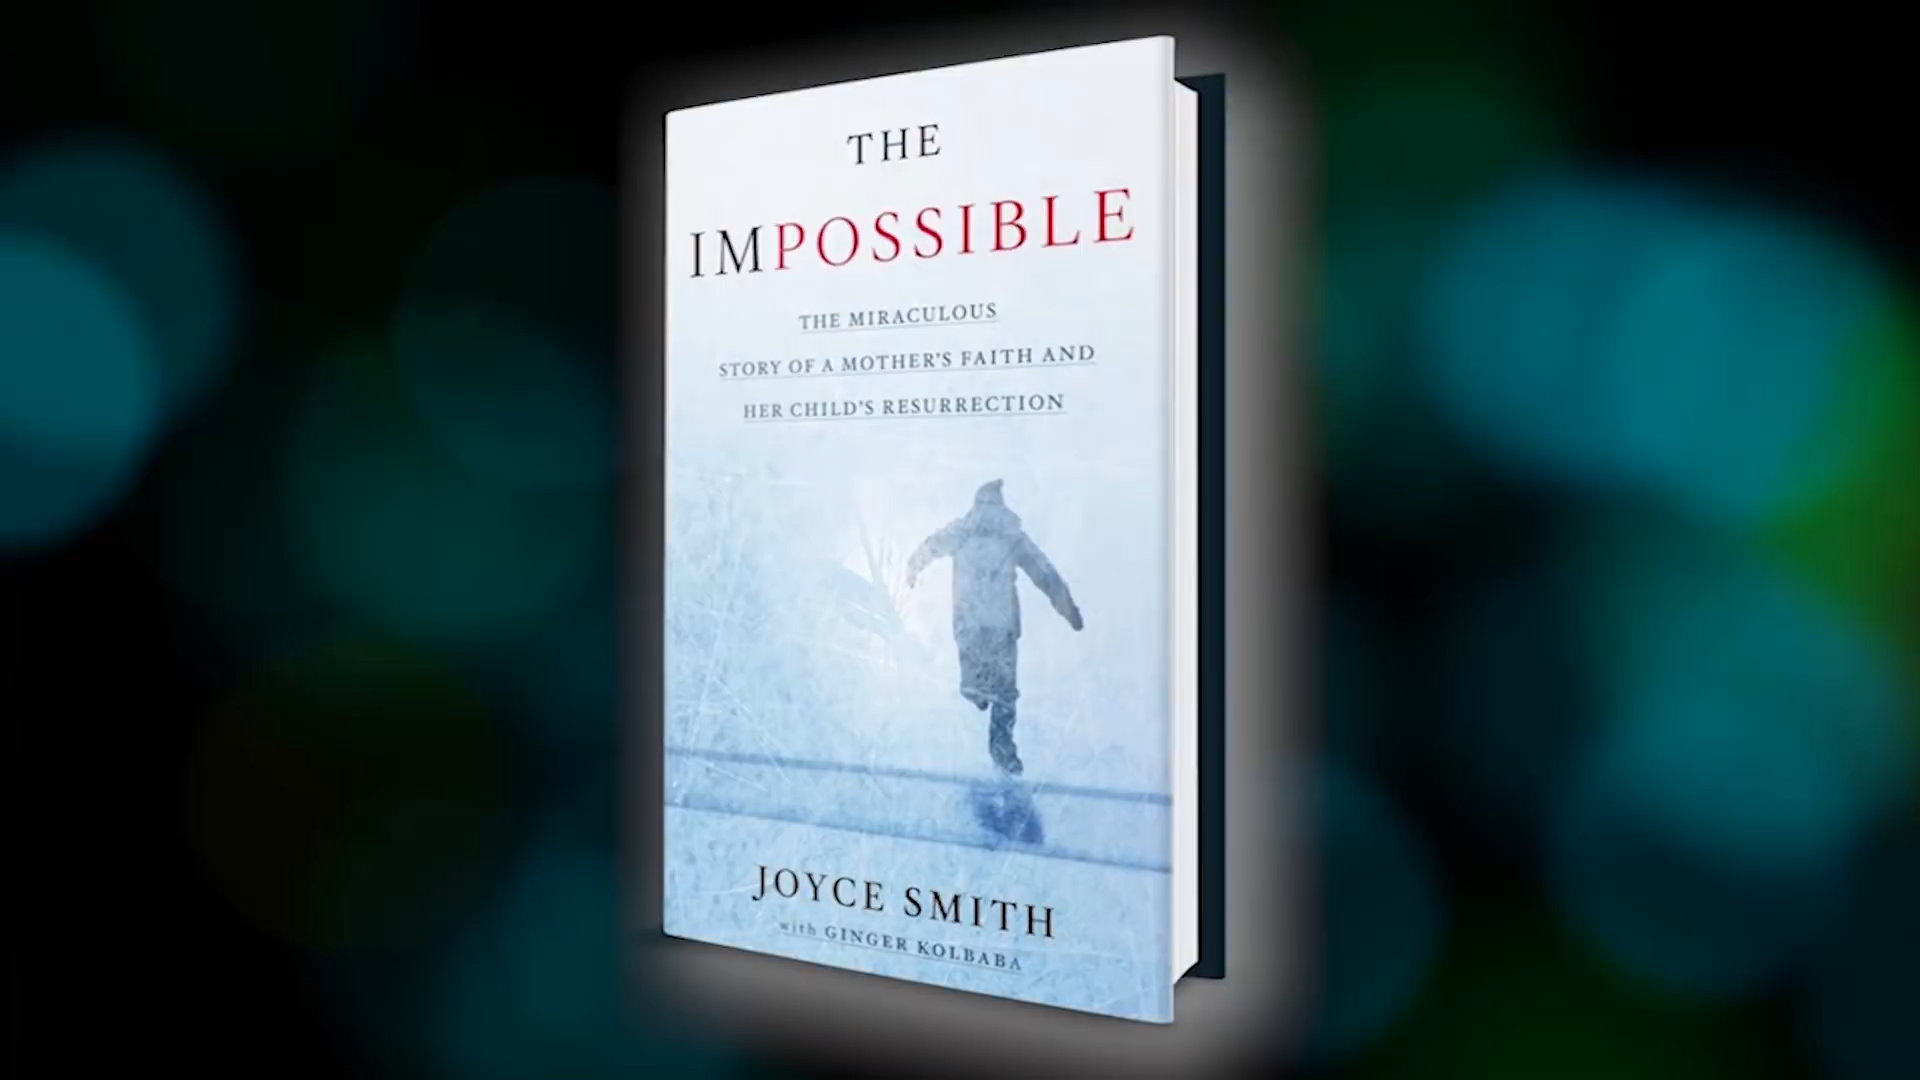 THE
IMPOSSIBLE
THE MIRACULOUS
STORY OF A MOTHER'S FAITH AND
HER CHILD'S RESURRECTION
JOYCE SMITH
with GINGER KOLBABA